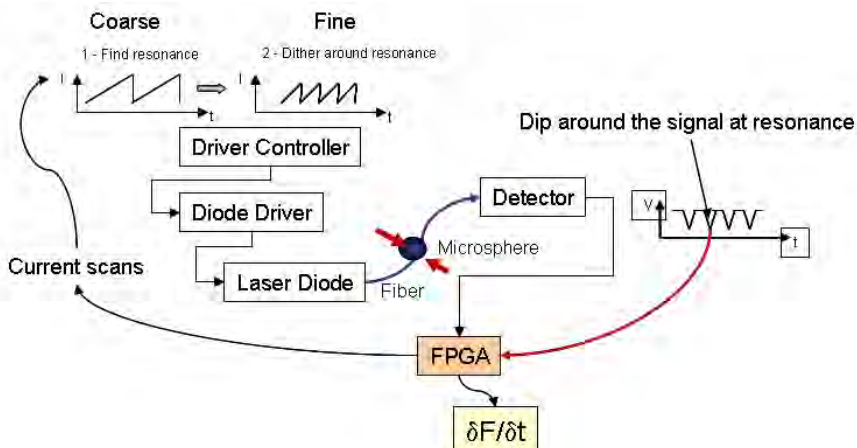 Coarse
Fine
1 - Find resonance
2 - Dither around resonance
I
t
I
t
Driver Controller
Dip around the signal at resonance
Diode Driver
Detector
V
t
Microsphere
Current scans
Laser Diode
Fiber
FPGA
δF/δt